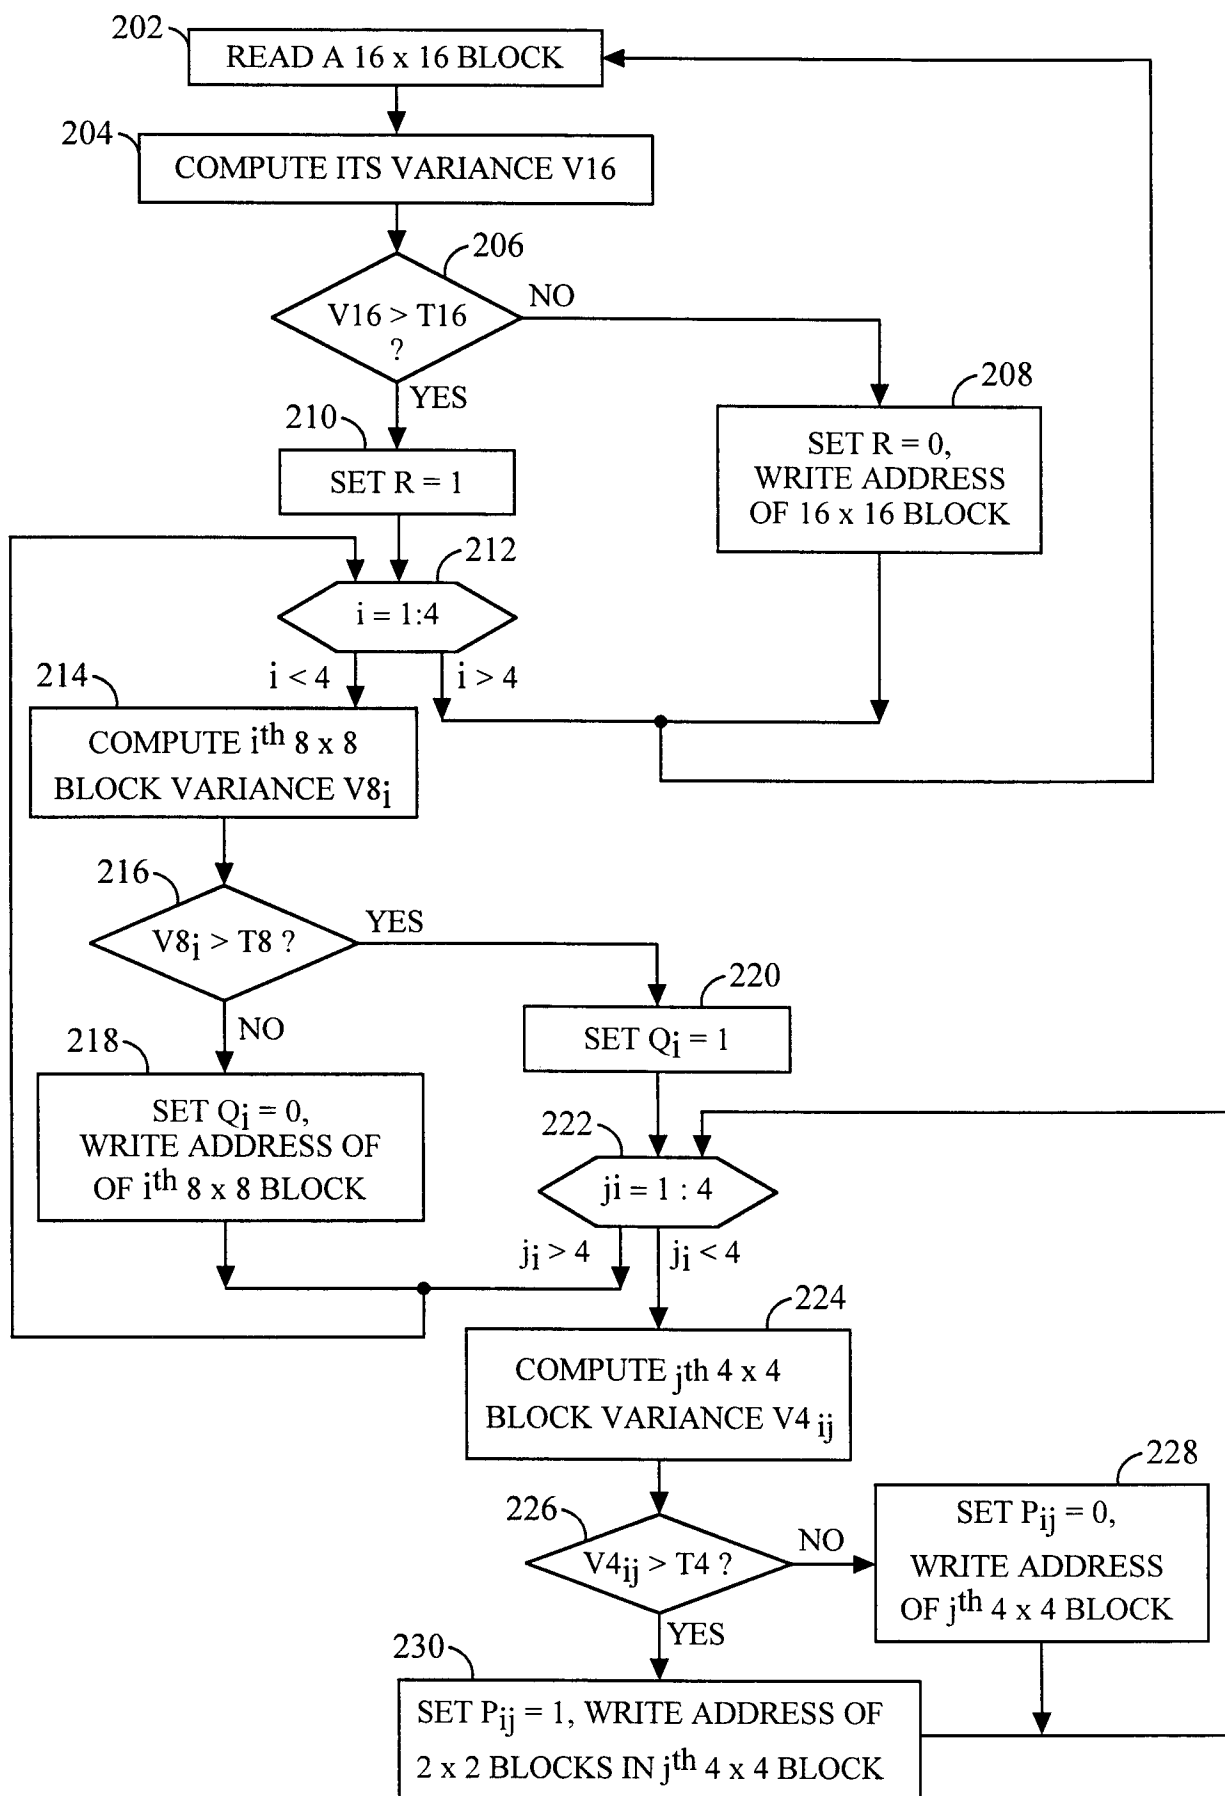 202
READ A 16 x 16 BLOCK
204
COMPUTE ITS VARIANCE V16
206
V16 > T16
?
NO
YES
208
SET R = 0,
WRITE ADDRESS
OF 16 x 16 BLOCK
210
SET R = 1
212
i = 1:4
i < 4
i > 4
214
COMPUTE ith 8 x 8
BLOCK VARIANCE V8i
216
V8i > T8 ?
YES
NO
218
SET Qi = 0,
WRITE ADDRESS OF
OF ith 8 x 8 BLOCK
220
SET Qi = 1
222
ji = 1 : 4
ji > 4
ji < 4
224
COMPUTE jth 4 x 4
BLOCK VARIANCE V4 ij
226
V4ij > T4 ?
NO
YES
228
SET Pij = 0,
WRITE ADDRESS
OF jth 4 x 4 BLOCK
230
SET Pij = 1, WRITE ADDRESS OF
2 x 2 BLOCKS IN jth 4 x 4 BLOCK